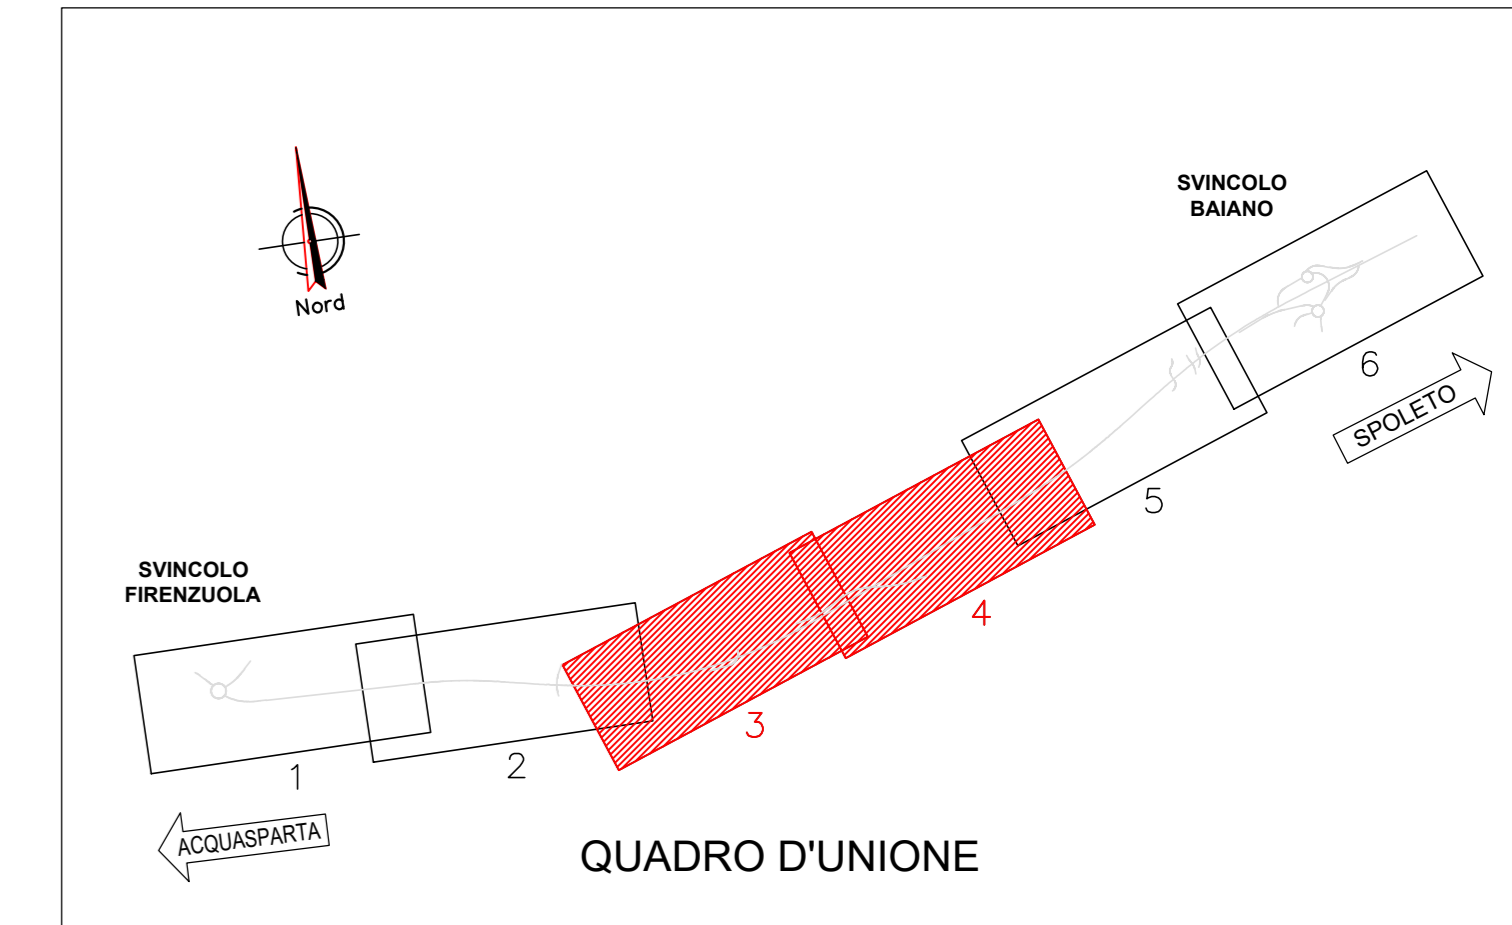 SVINCOLO
BAIANO
Nord
6
SPOLETO
5
SVINCOLO
FIRENZUOLA
4
3
2
1
ACQUASPARTA
QUADRO D'UNIONE